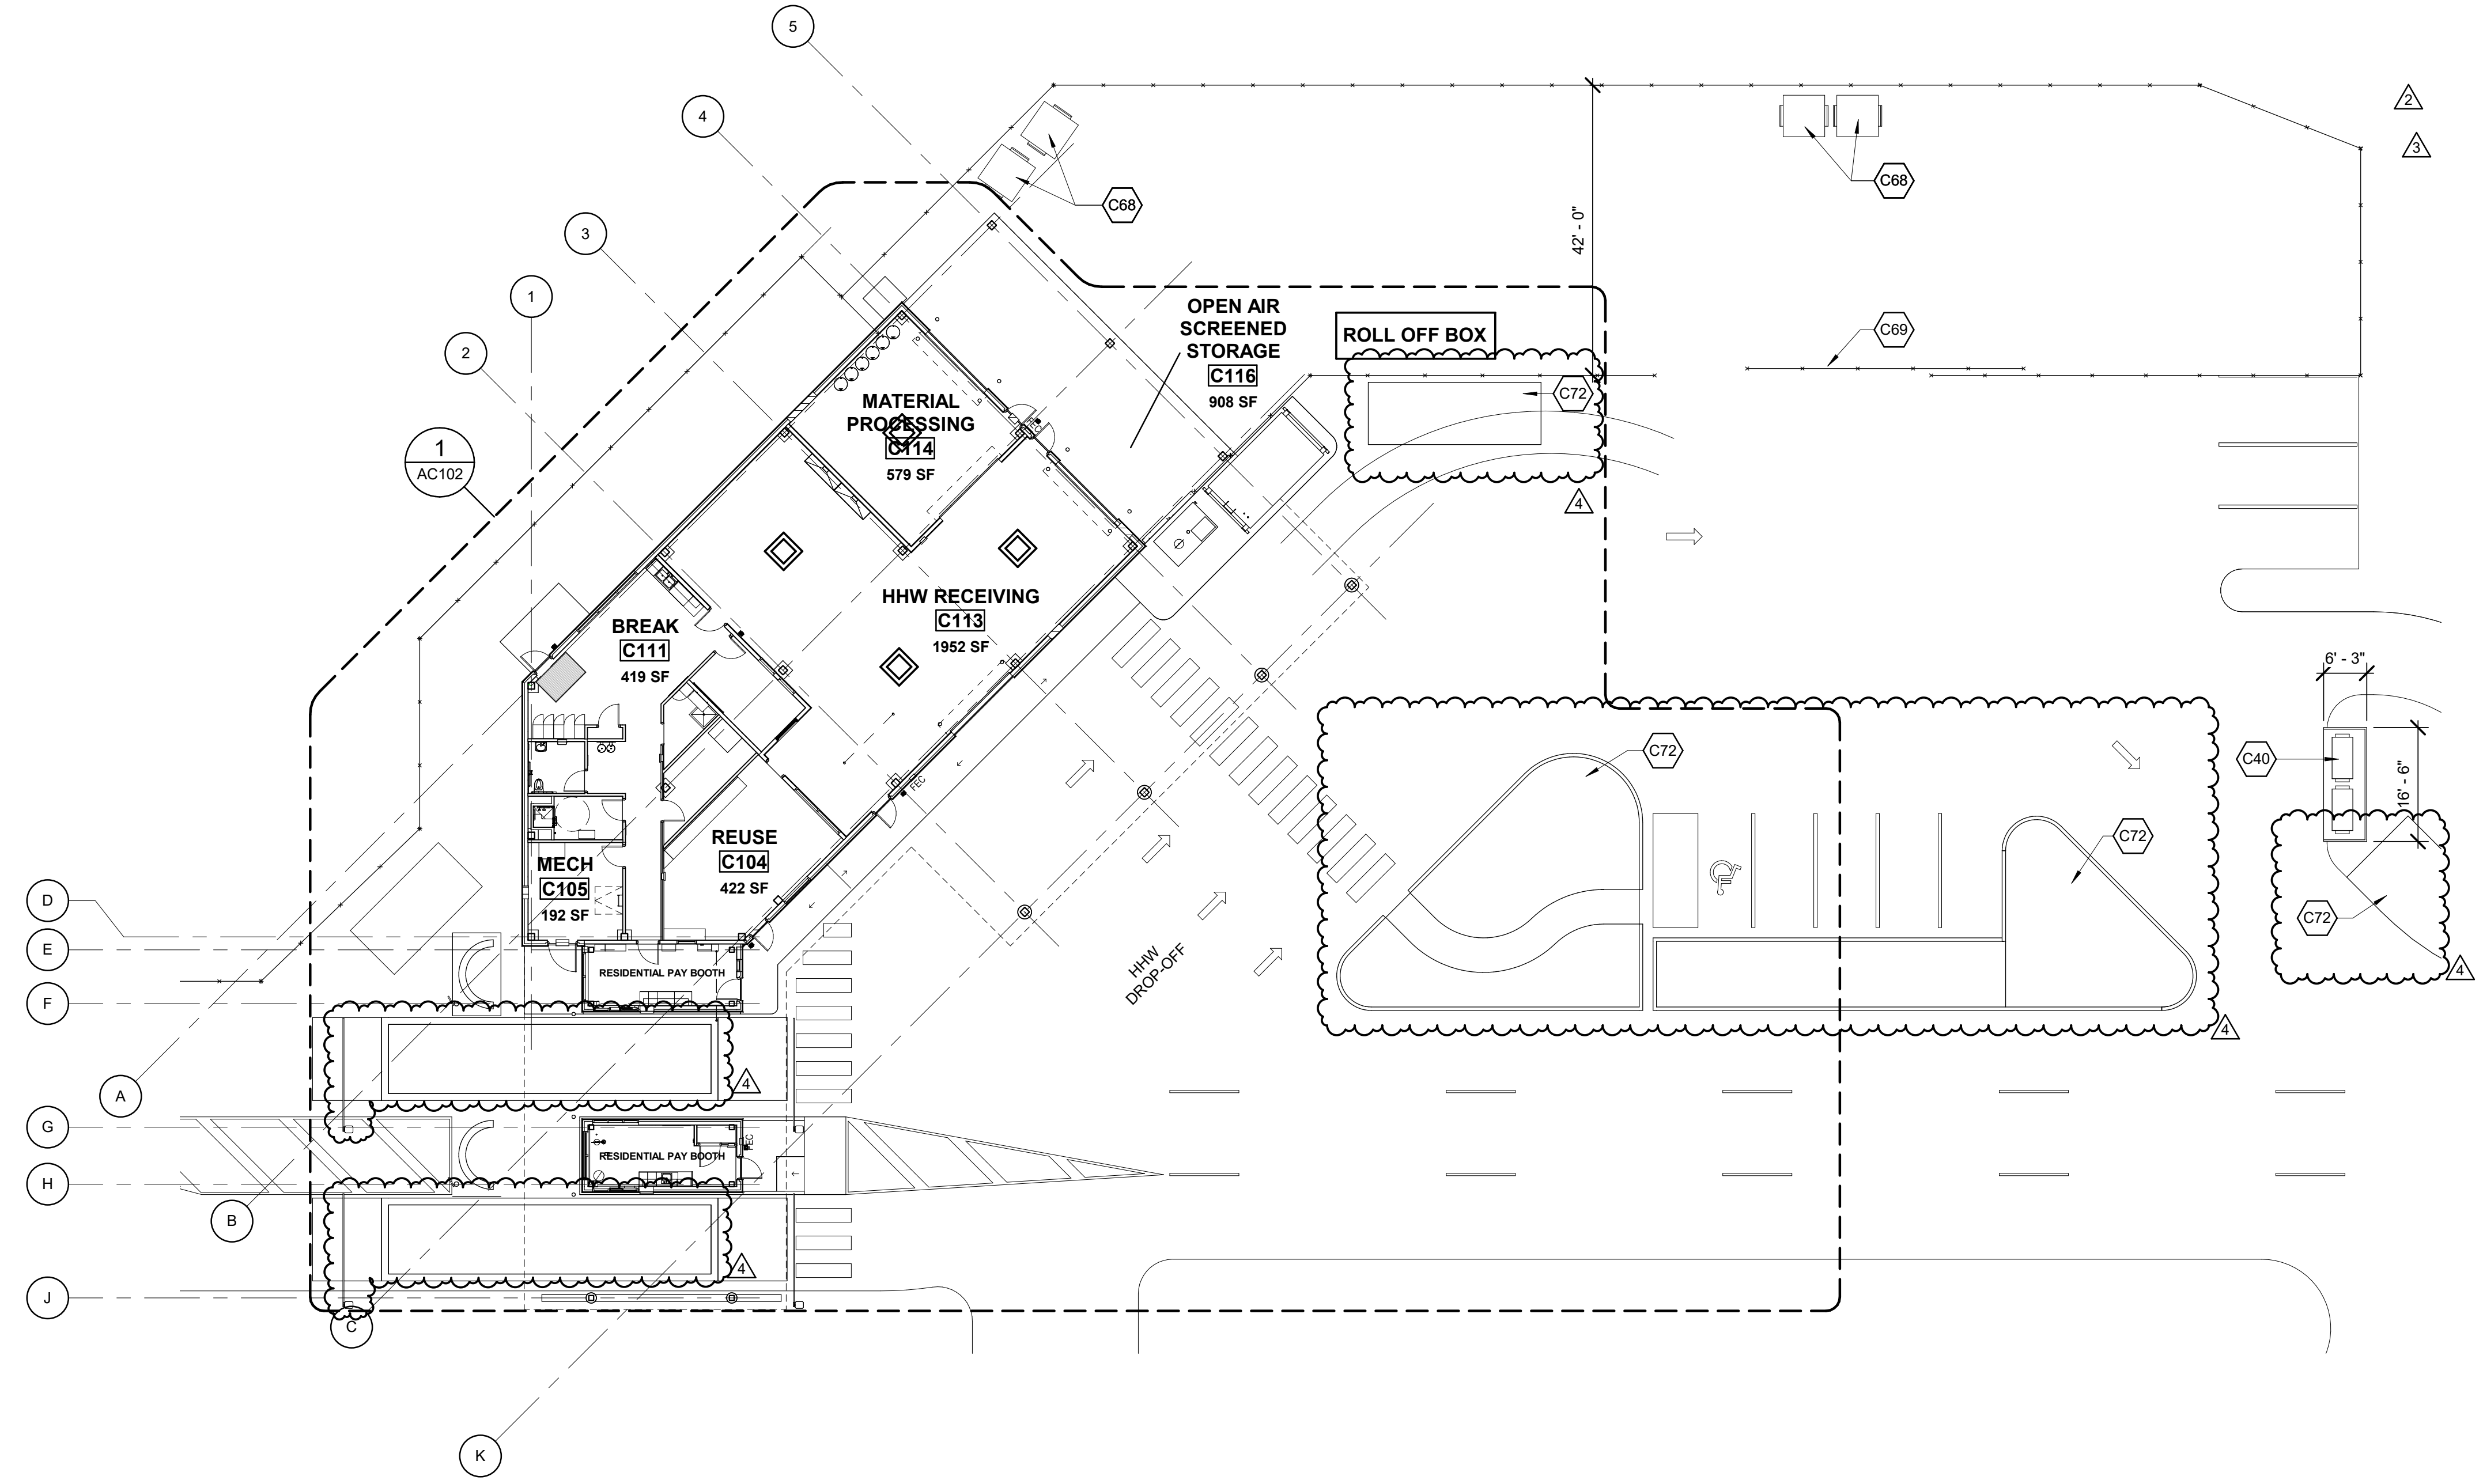 5
2
4
3
C68
C68
3
42' - 0"
1
OPEN AIR
SCREENED
STORAGE
C116
908 SF
ROLL OFF BOX
C69
2
C72
MATERIAL
PROCESSING
C114
579 SF
1
AC102
4
HHW RECEIVING
C113
1952 SF
BREAK
C111
419 SF
6' - 3"
C72
C40
16' - 6"
FEC
REUSE
C104
422 SF
C72
MECH
C105
192 SF
D
C72
E
HHW
DROP-OFF
4
RESIDENTIAL PAY BOOTH
F
4
4
A
G
FEC
RESIDENTIAL PAY BOOTH
H
B
4
J
C
K